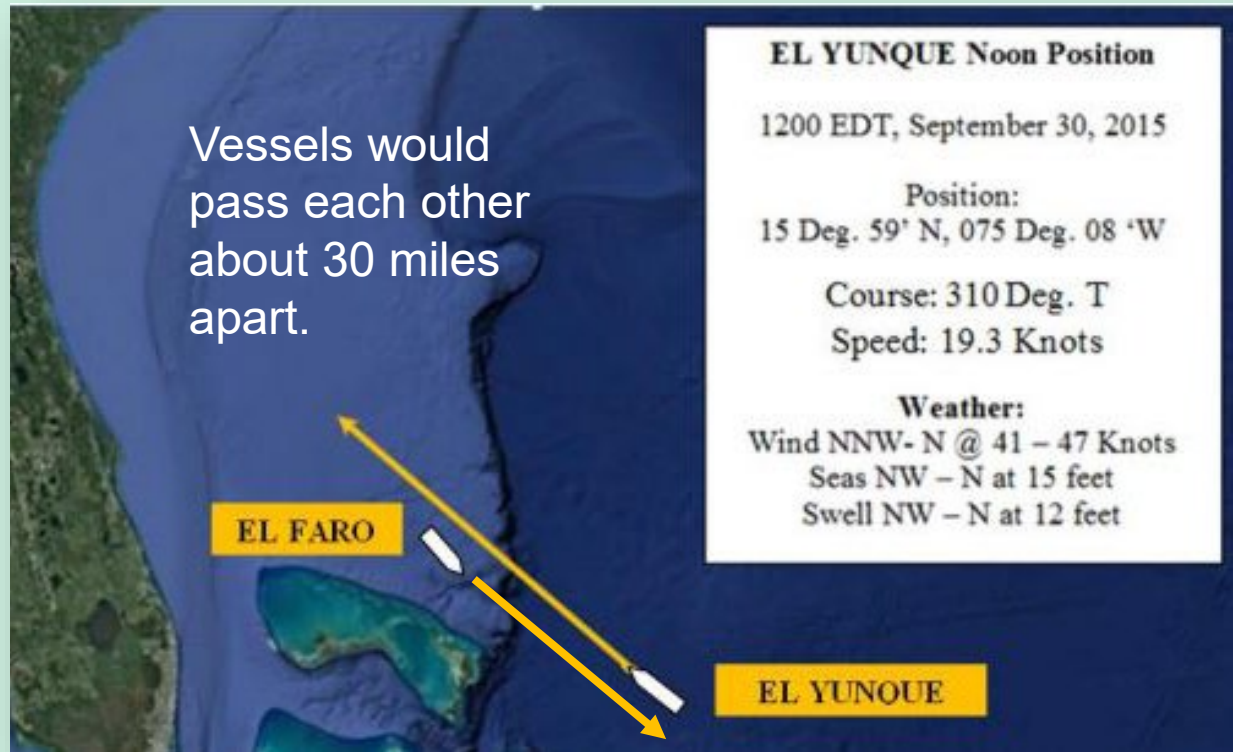 Vessels would
pass each other
about 30 miles
apart.
EL YUNQUE Noon Position
1200 EDT, September 30, 2015
Position:
15 Deg. 59’ N, 075 Deg. 08 ‘W
Course: 310 Deg. T
Speed: 19.3 Knots
Weather:
Wind NNW- N @ 41 – 47 Knots
Seas NW – N at 15 feet
Swell NW – N at 12 feet
EL FARO
EL YUNQUE